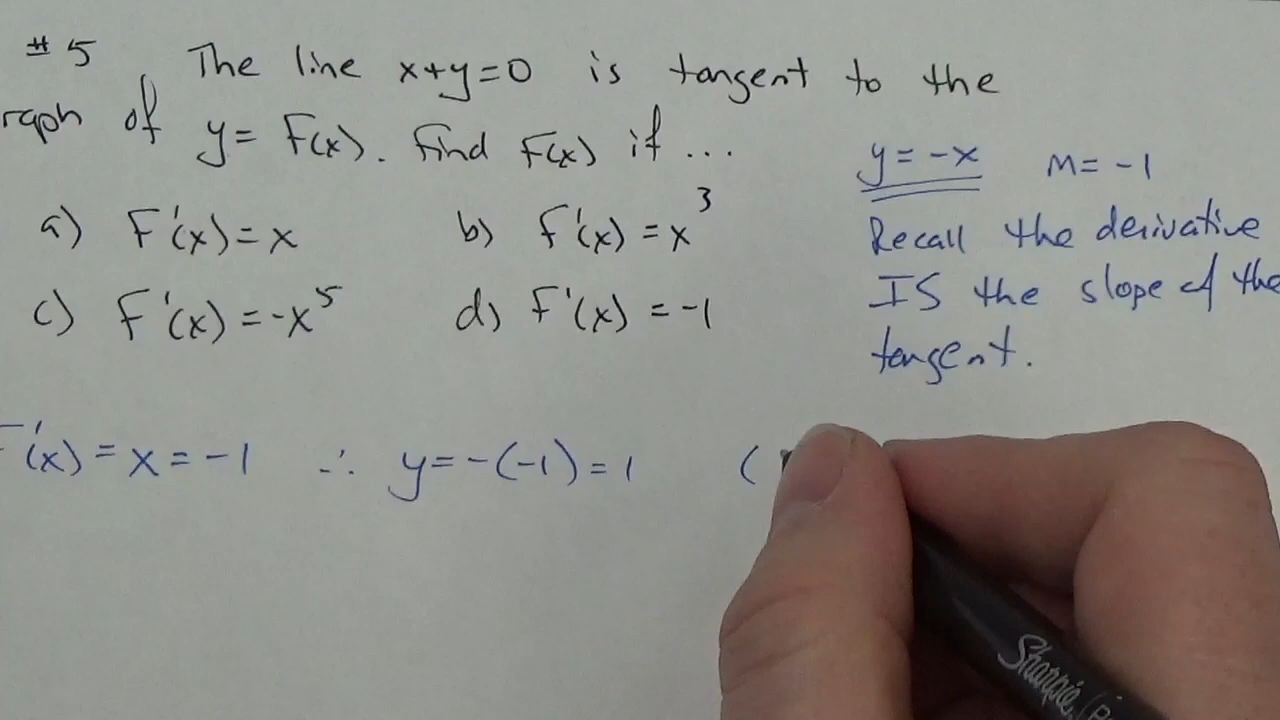 # 5 The line x+y=0 is tangent to the
raph of y = F(x). Find F(x) if ...
y = -x M = -1
a) F'(x) = x b) F'(x) = x³
Recall the derivative
IS the slope of the
c) F'(x) = -x⁵ d) F'(x) = -1
tangent.
F'(x) = x = -1 ∴ y = -(-1) = 1 (
Sharpie